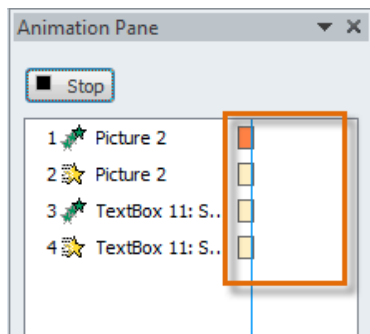 Animation Pane
Stop
1 Picture 2
2 Picture 2
3 TextBox 11: S..
4 TextBox 11: S..